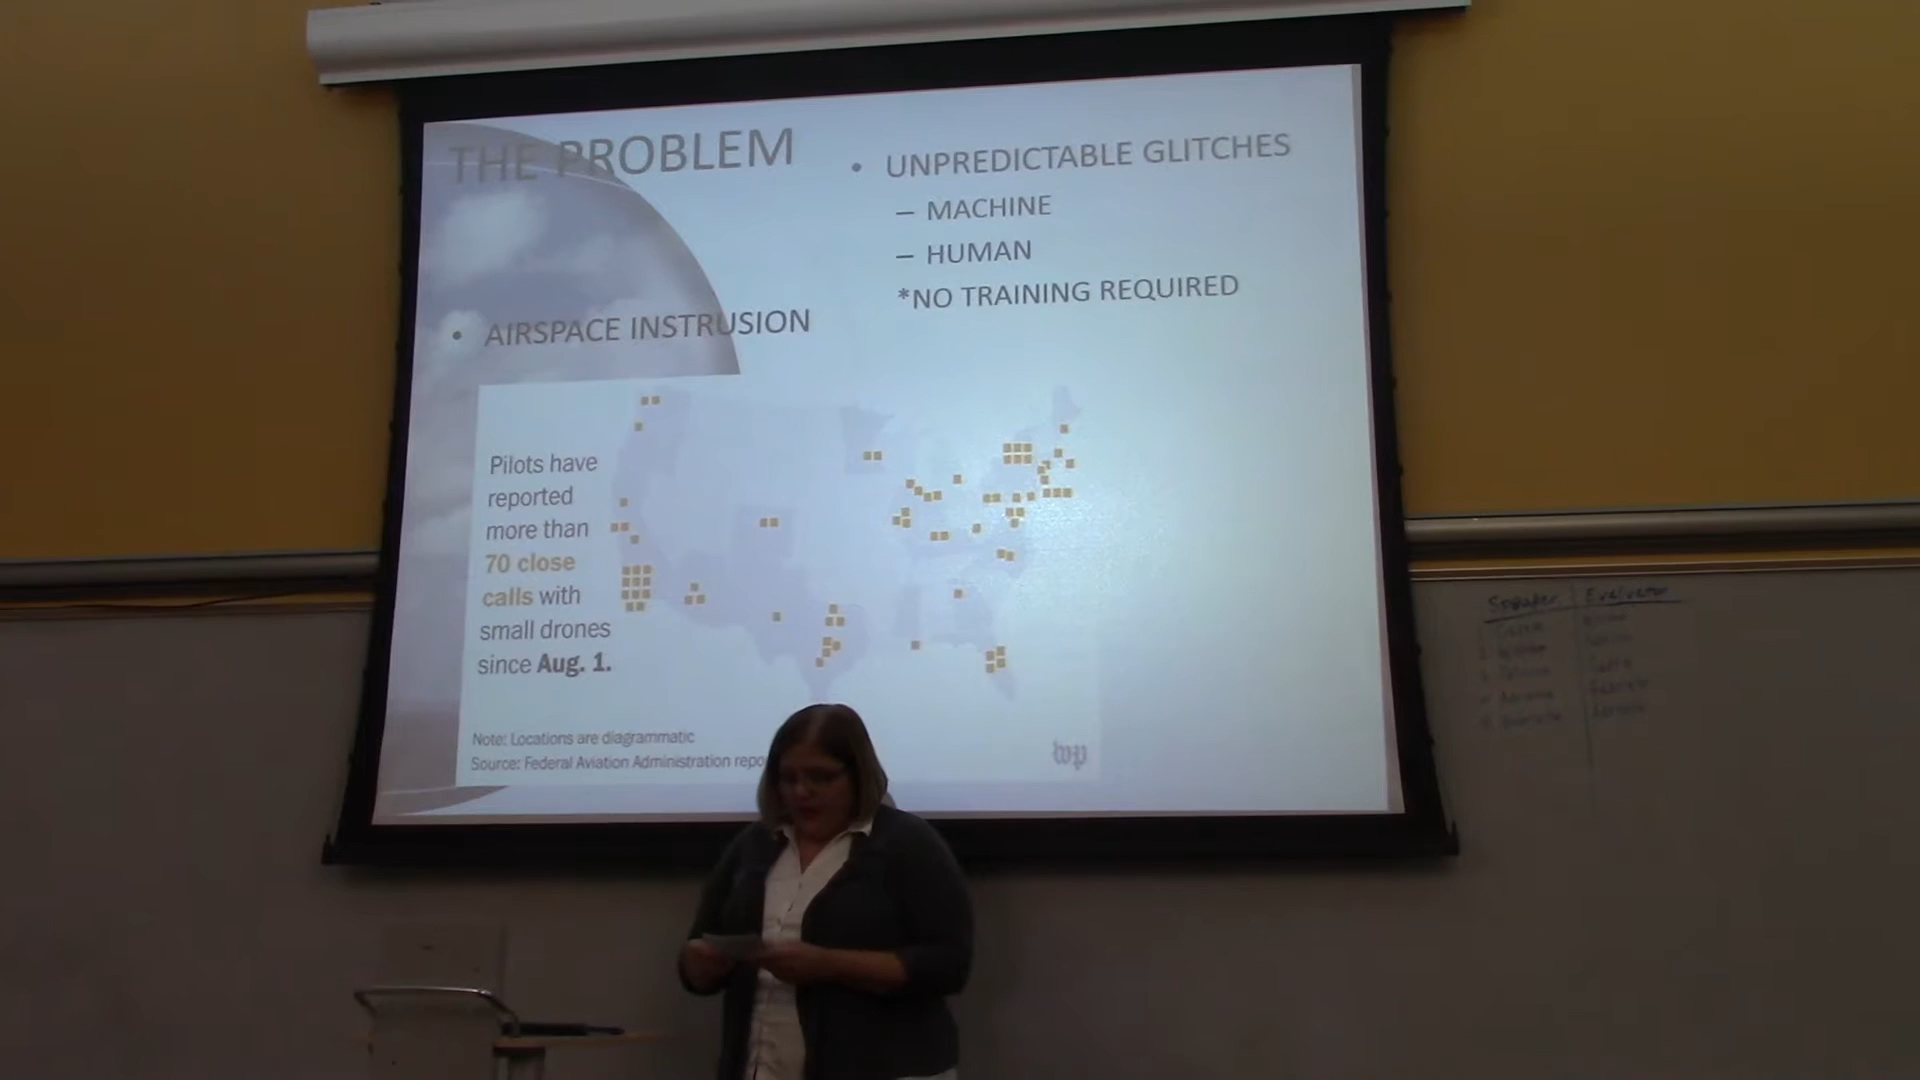 THE PROBLEM
• AIRSPACE INSTRUSION
Pilots have
reported
more than
70 close
calls with
small drones
since Aug. 1.
Note: Locations are diagrammatic
Source: Federal Aviation Administration repo
wp
• UNPREDICTABLE GLITCHES
– MACHINE
– HUMAN
*NO TRAINING REQUIRED
Speaker Evaluator